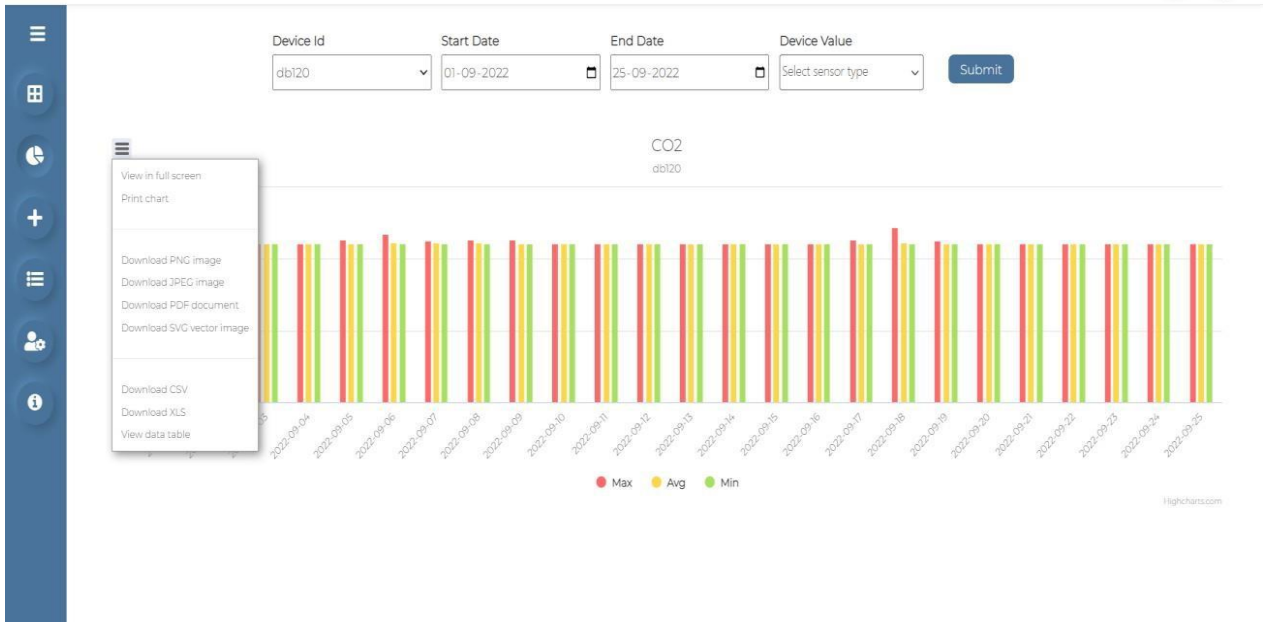 Device Id
Start Date
End Date
Device Value
db120
01-09-2022
25-09-2022
Select sensor type
Submit
CO2
db120
View in full screen
Print chart
Download PNG image
Download JPEG image
Download PDF document
Download SVG vector image
Download CSV
Download XLS
View data table
2022-09-04
2022-09-05
2022-09-06
2022-09-07
2022-09-08
2022-09-09
2022-09-10
2022-09-11
2022-09-12
2022-09-13
2022-09-14
2022-09-15
2022-09-16
2022-09-17
2022-09-18
2022-09-19
2022-09-20
2022-09-21
2022-09-22
2022-09-23
2022-09-24
2022-09-25
Max
Avg
Min
Highcharts.com